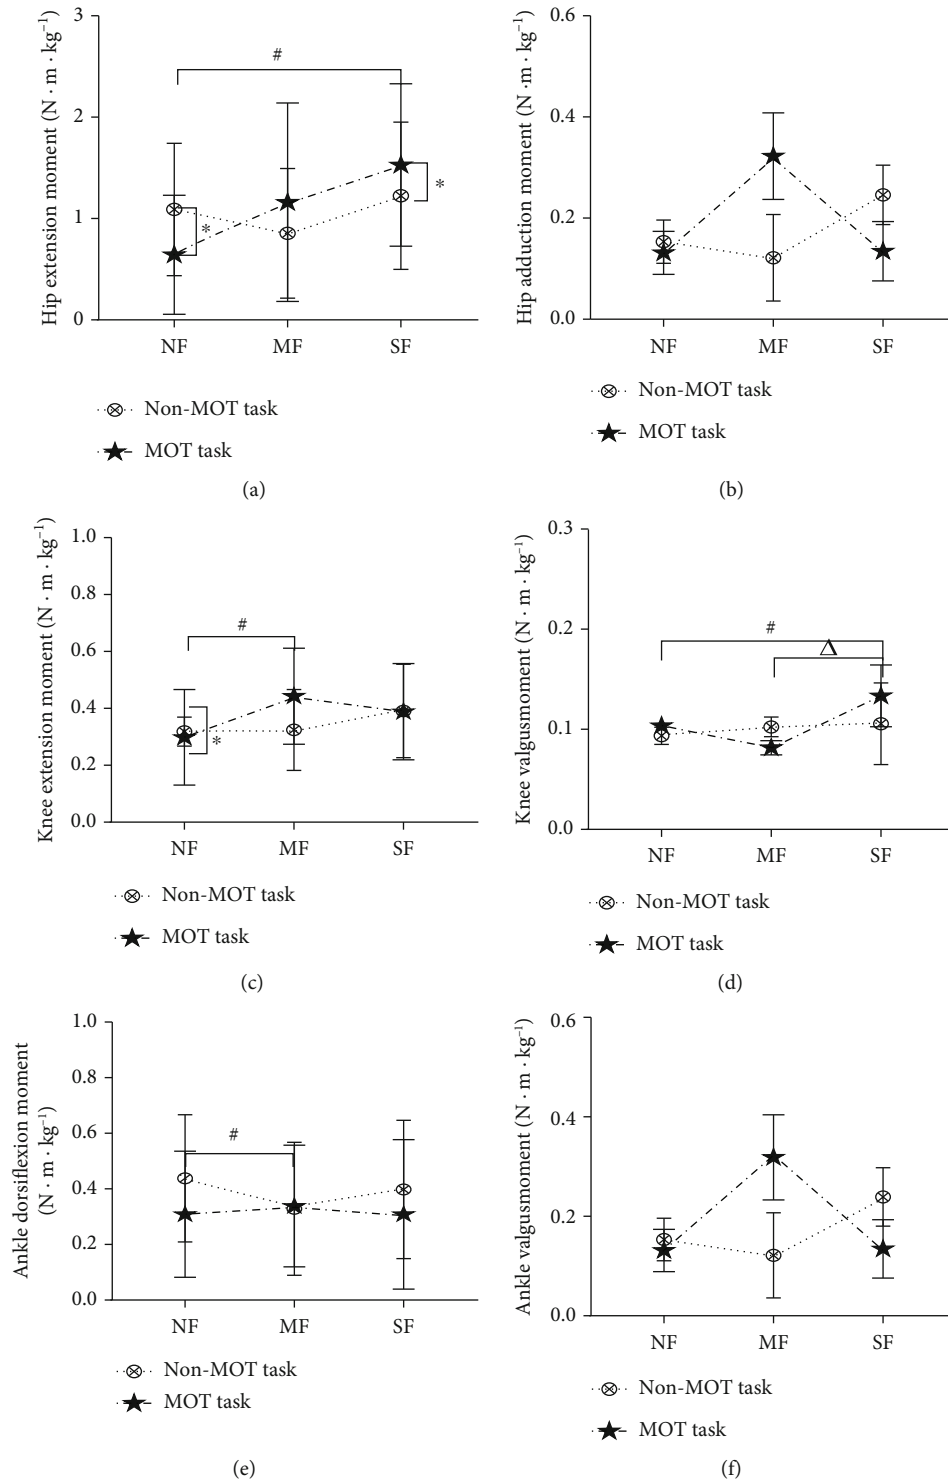 Hip extension moment (N · m · kg⁻¹)
3
2
1
0
#
*
*
NF MF SF
Non-MOT task
MOT task
(a)
Hip adduction moment (N · m · kg⁻¹)
0.6
0.4
0.2
0.0
NF MF SF
Non-MOT task
MOT task
(b)
Knee extension moment (N · m · kg⁻¹)
1.0
0.8
0.6
0.4
0.2
0.0
#
*
NF MF SF
Non-MOT task
MOT task
(c)
Knee valgusmoment (N · m · kg⁻¹)
0.3
0.2
0.1
0.0
#
Δ
NF MF SF
Non-MOT task
MOT task
(d)
Ankle dorsiflexion moment
(N · m · kg⁻¹)
1.0
0.8
0.6
0.4
0.2
0.0
#
NF MF SF
Non-MOT task
MOT task
(e)
Ankle valgusmoment (N · m · kg⁻¹)
0.6
0.4
0.2
0.0
NF MF SF
Non-MOT task
MOT task
(f)